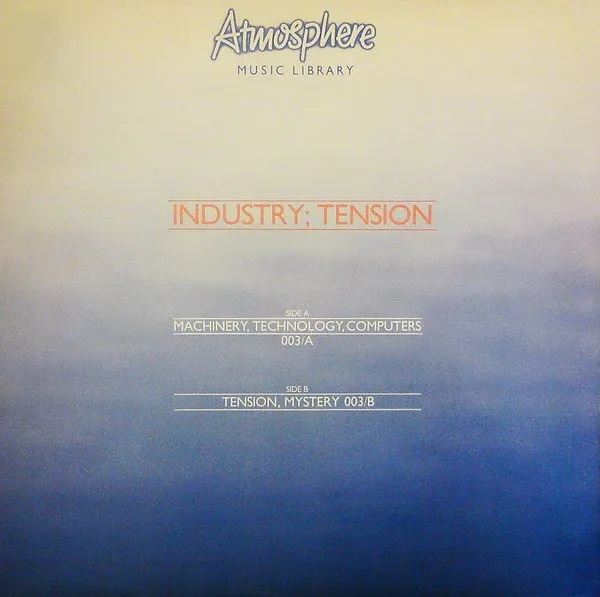 Atmosphere
MUSIC LIBRARY
INDUSTRY; TENSION
SIDE A
MACHINERY, TECHNOLOGY, COMPUTERS
003/A
SIDE B
TENSION, MYSTERY 003/B